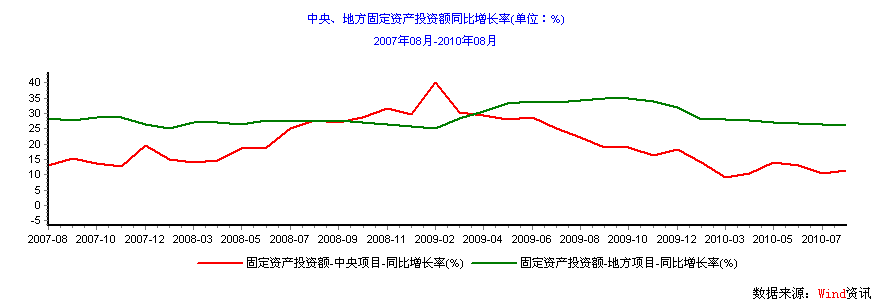 中央、地方固定资产投资额同比增长率(单位：%)
2007年08月-2010年08月
40
35
30
25
20
15
10
5
0
-5
2007-08 2007-10 2007-12 2008-03 2008-05 2008-07 2008-09 2008-11 2009-02 2009-04 2009-06 2009-08 2009-10 2009-12 2010-03 2010-05 2010-07
固定资产投资额-中央项目-同比增长率(%) 固定资产投资额-地方项目-同比增长率(%)
数据来源：Wind资讯